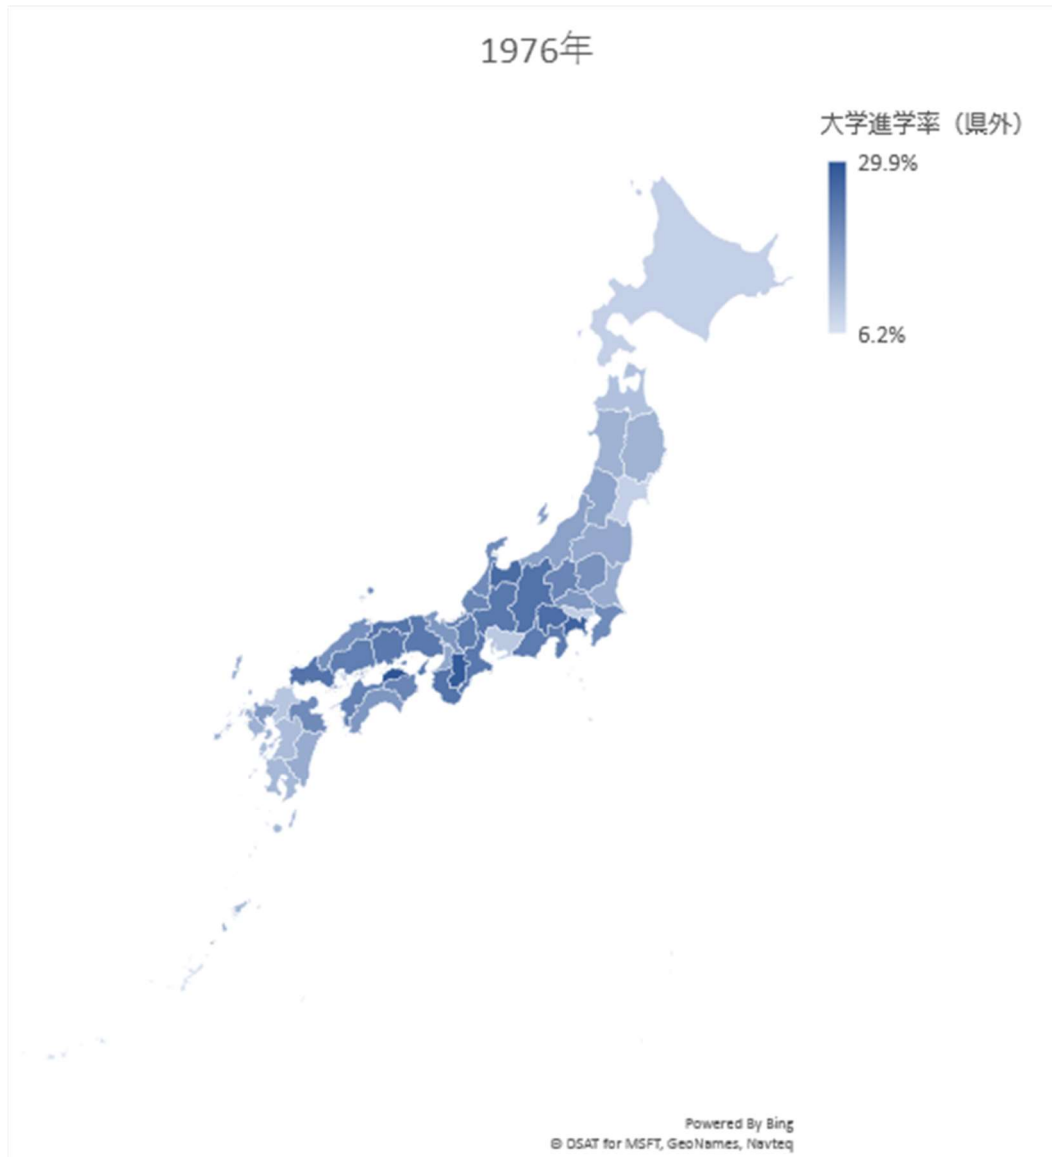 1976年
大学進学率（県外）
29.9%
6.2%
Powered By Bing
© DSAT for MSFT, GeoNames, Navteq